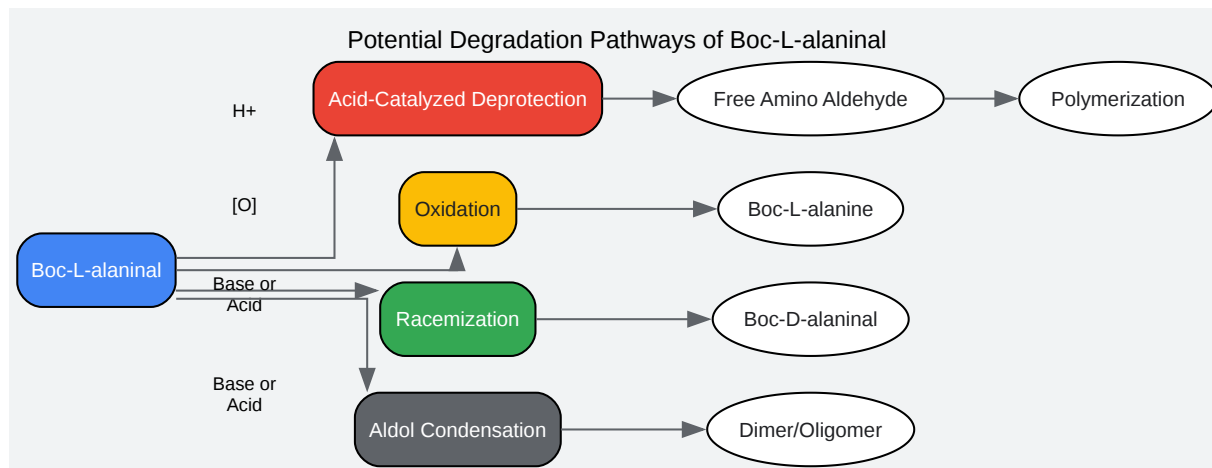 Potential Degradation Pathways of Boc-L-alaninal
H+
Acid-Catalyzed Deprotection
Free Amino Aldehyde
Polymerization
[O]
Oxidation
Boc-L-alanine
Boc-L-alaninal
Base or
Acid
Racemization
Boc-D-alaninal
Base or
Acid
Aldol Condensation
Dimer/Oligomer